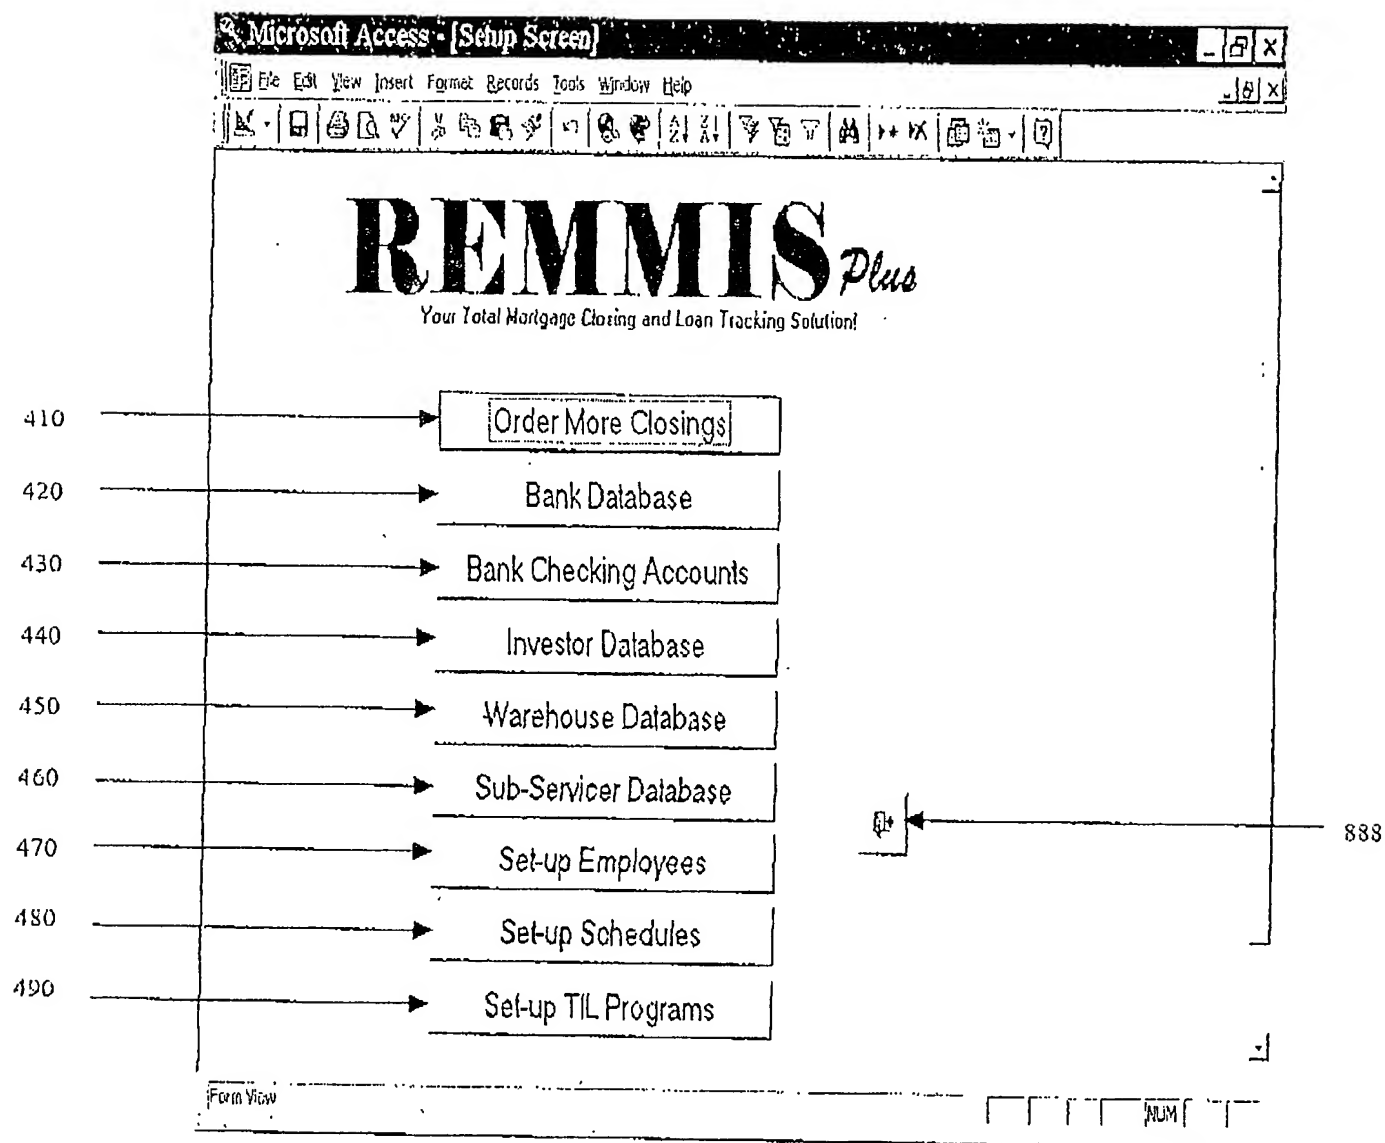 Microsoft Access - [Setup Screen]
File Edit View Insert Format Records Tools Window Help
REMMIS Plus
Your Total Mortgage Closing and Loan Tracking Solution!
410 Order More Closings
420 Bank Database
430 Bank Checking Accounts
440 Investor Database
450 Warehouse Database
460 Sub-Servicer Database
888
470 Set-up Employees
480 Set-up Schedules
490 Set-up TIL Programs
Form View NUM